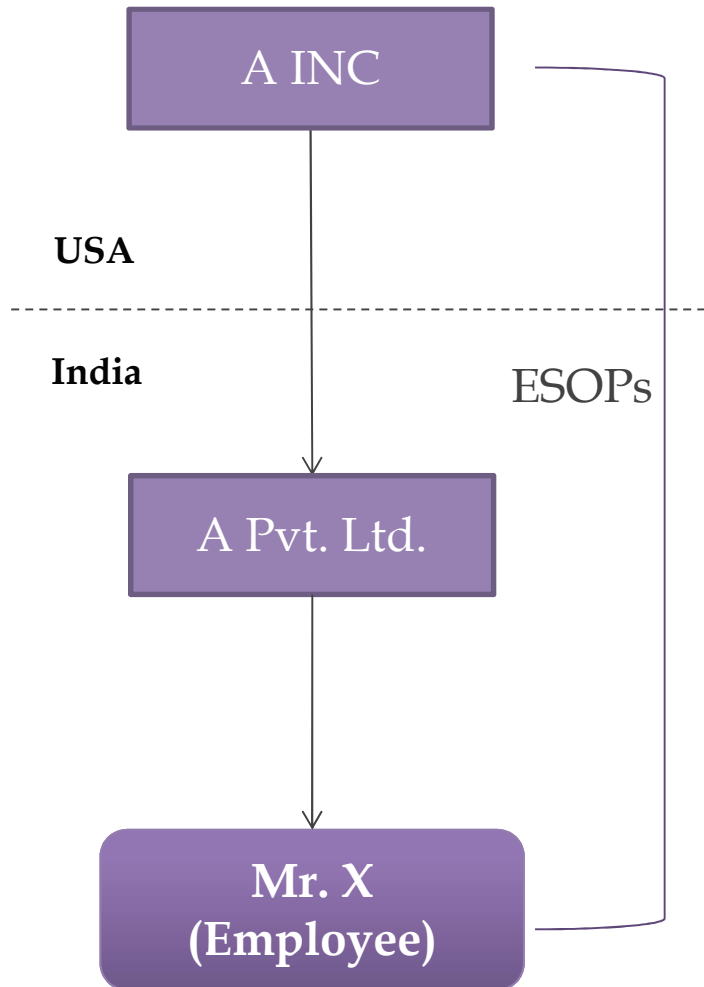 A INC
USA
India
ESOPs
A Pvt. Ltd.
Mr. X
(Employee)